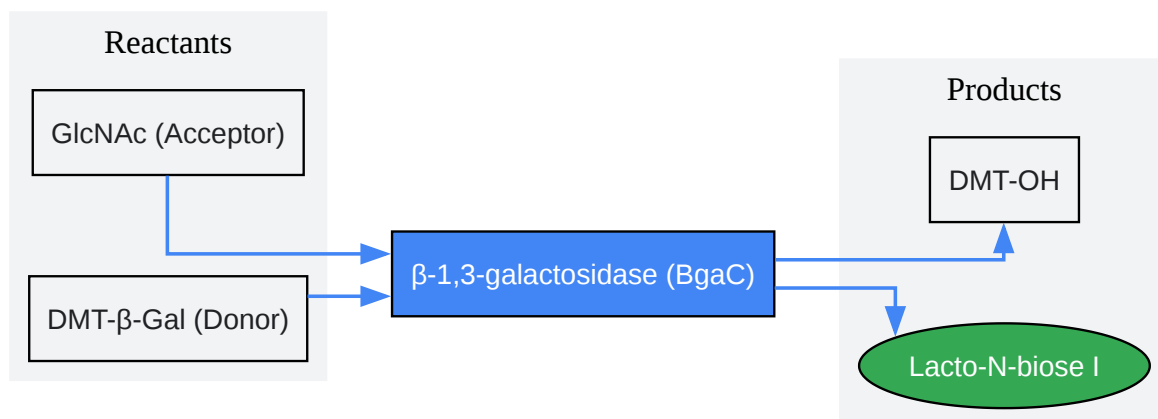 Reactants
GlcNAc (Acceptor)
DMT-β-Gal (Donor)
β-1,3-galactosidase (BgaC)
Products
DMT-OH
Lacto-N-biose I